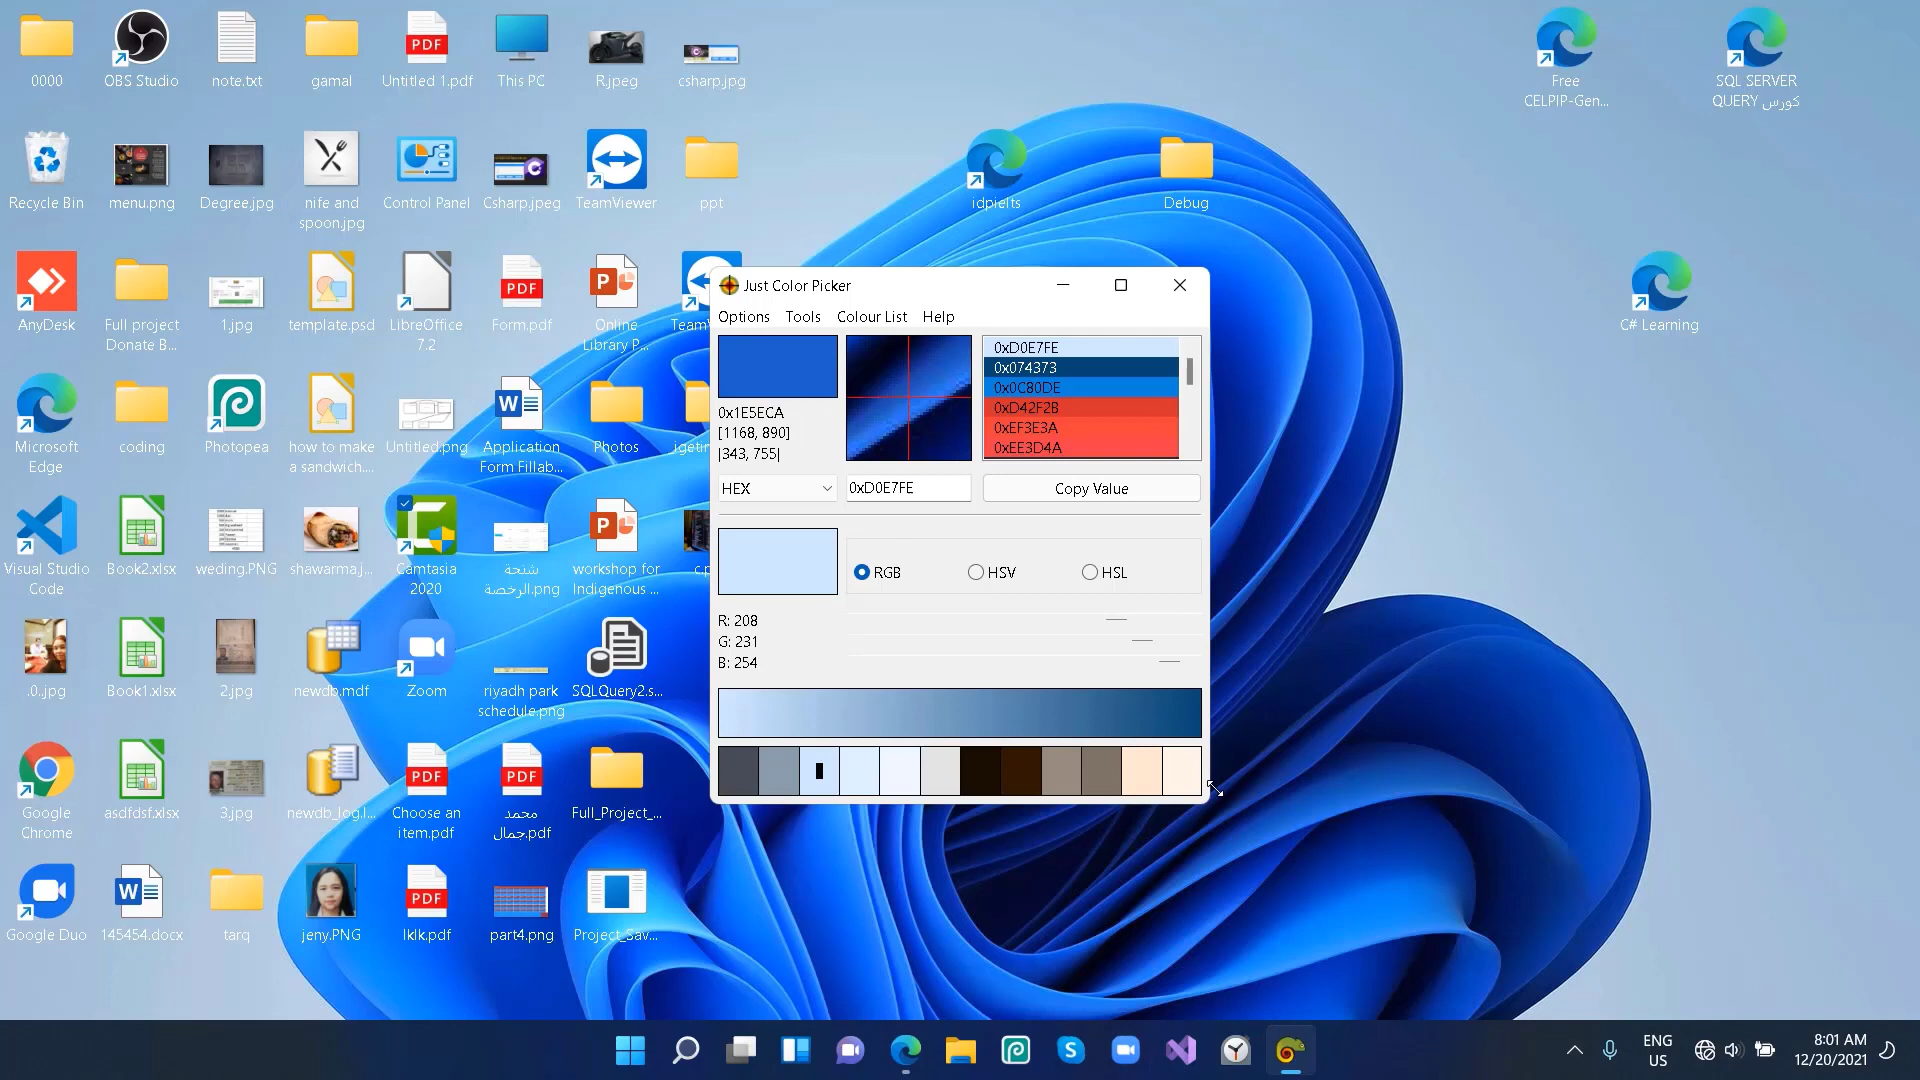 0000
OBS Studio
note.txt
gamal
Untitled 1.pdf
This PC
R.jpeg
csharp.jpg
Free
CELPIP-Gen...
SQL SERVER
QUERY كورس
Recycle Bin
menu.png
Degree.jpg
nife and
spoon.jpg
Control Panel
Csharp.jpeg
TeamViewer
ppt
idpielts
Debug
AnyDesk
Full project
Donate B...
1.jpg
template.psd
LibreOffice
7.2
Form.pdf
Online
Library P...
C# Learning
Microsoft
Edge
coding
Photopea
how to make
a sandwich....
Untitled.png
Application
Form Fillab...
Photos
Visual Studio
Code
Book2.xlsx
weding.PNG
shawarma.j...
Camtasia
2020
شنحة
الرخصة.png
workshop for
Indigenous ...
.0..jpg
Book1.xlsx
2.jpg
newdb.mdf
Zoom
riyadh park
schedule.png
SQLQuery2.s...
Google
Chrome
asdfdsf.xlsx
3.jpg
newdb_log.l...
Choose an
item.pdf
محمد
جمال.pdf
Full_Project_...
Google Duo
145454.docx
tarq
jeny.PNG
lklk.pdf
part4.png
Project_Sav...
Just Color Picker
Options Tools Colour List Help
0xD0E7FE
0x074373
0x0C80DE
0xD42F2B
0xEF3E3A
0xEE3D4A
0x1E5ECA
[1168, 890]
|343, 755|
HEX
0xD0E7FE
Copy Value
RGB
HSV
HSL
R: 208
G: 231
B: 254
ENG
US
8:01 AM
12/20/2021